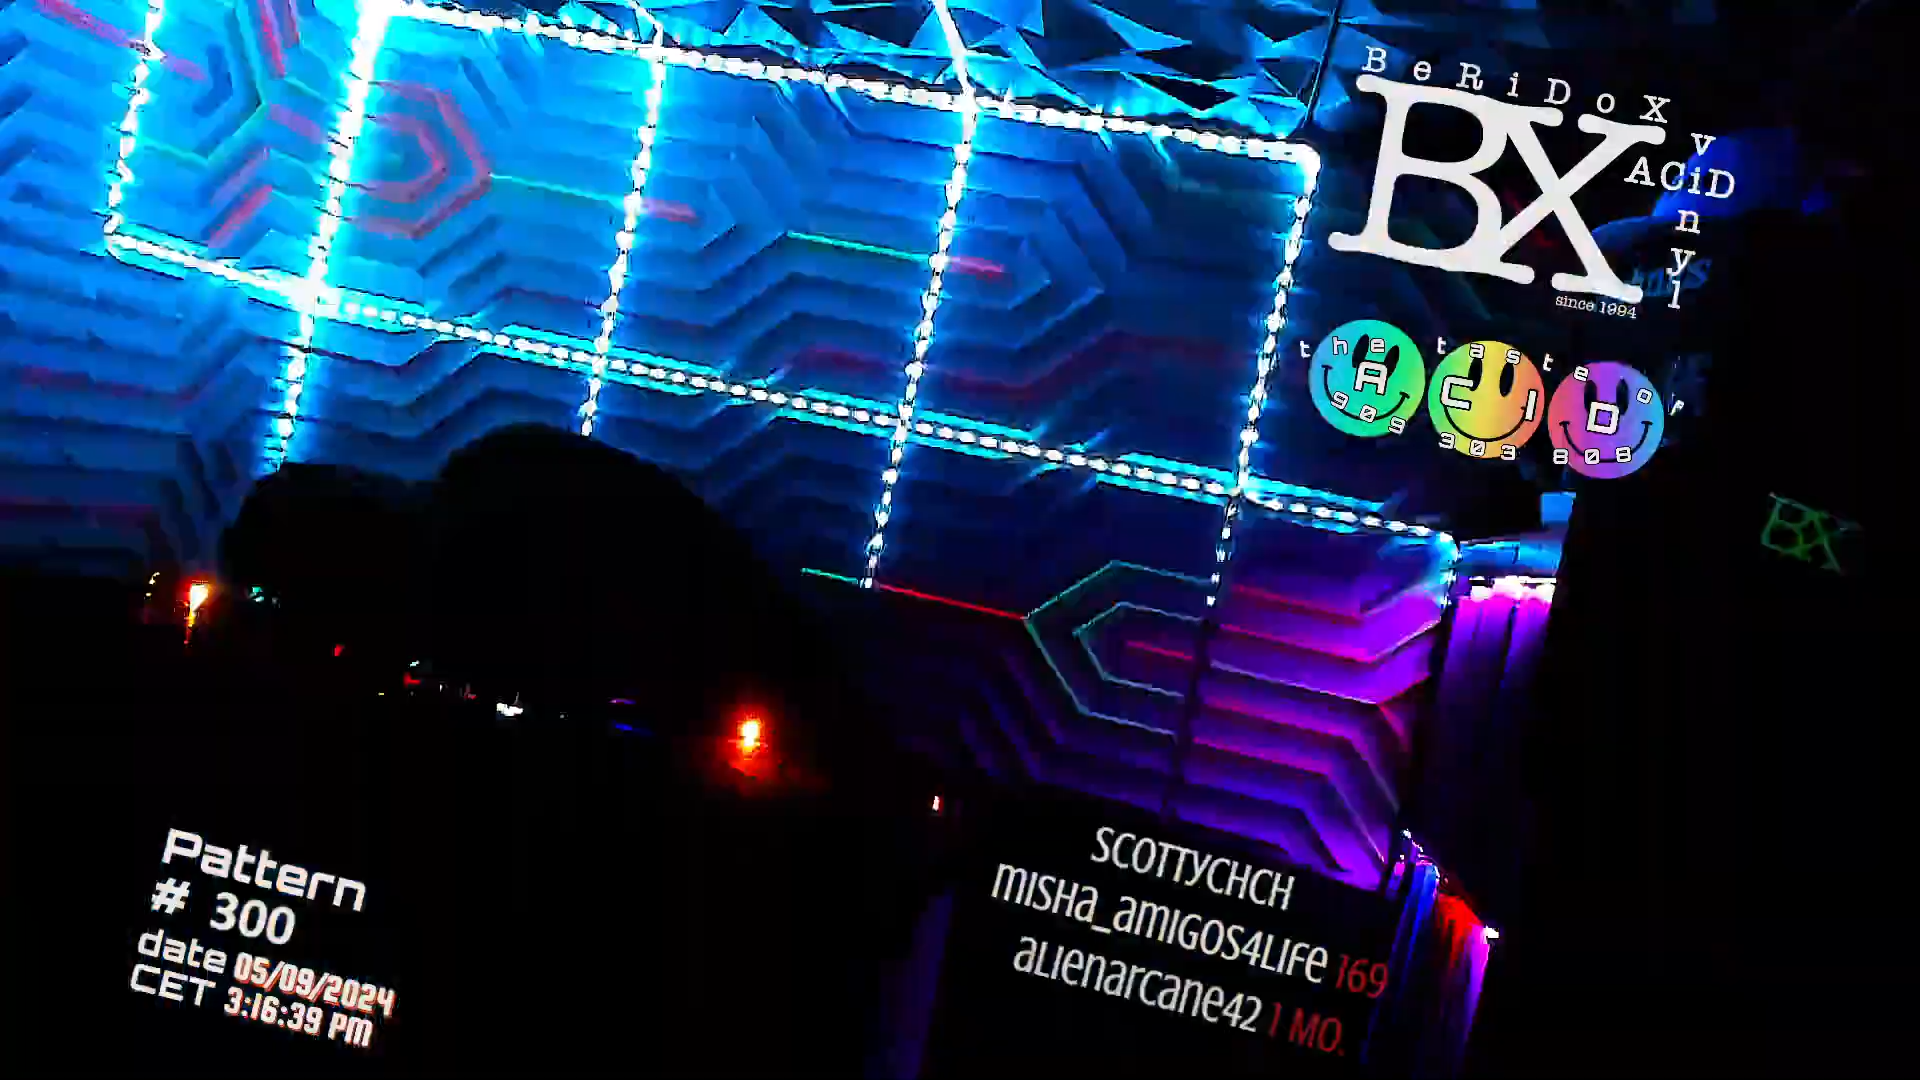 BeRiDoX
BX
ACiD
vinyl
since 1994
the taste of
ACID
909 303 808
BX
Pattern
# 300
date 05/09/2024
CET 3:16:39 PM
SCOTTYCHCH
MISHA_AMIGOS4LIFE 169
ALIENARCANE42 1 MO.